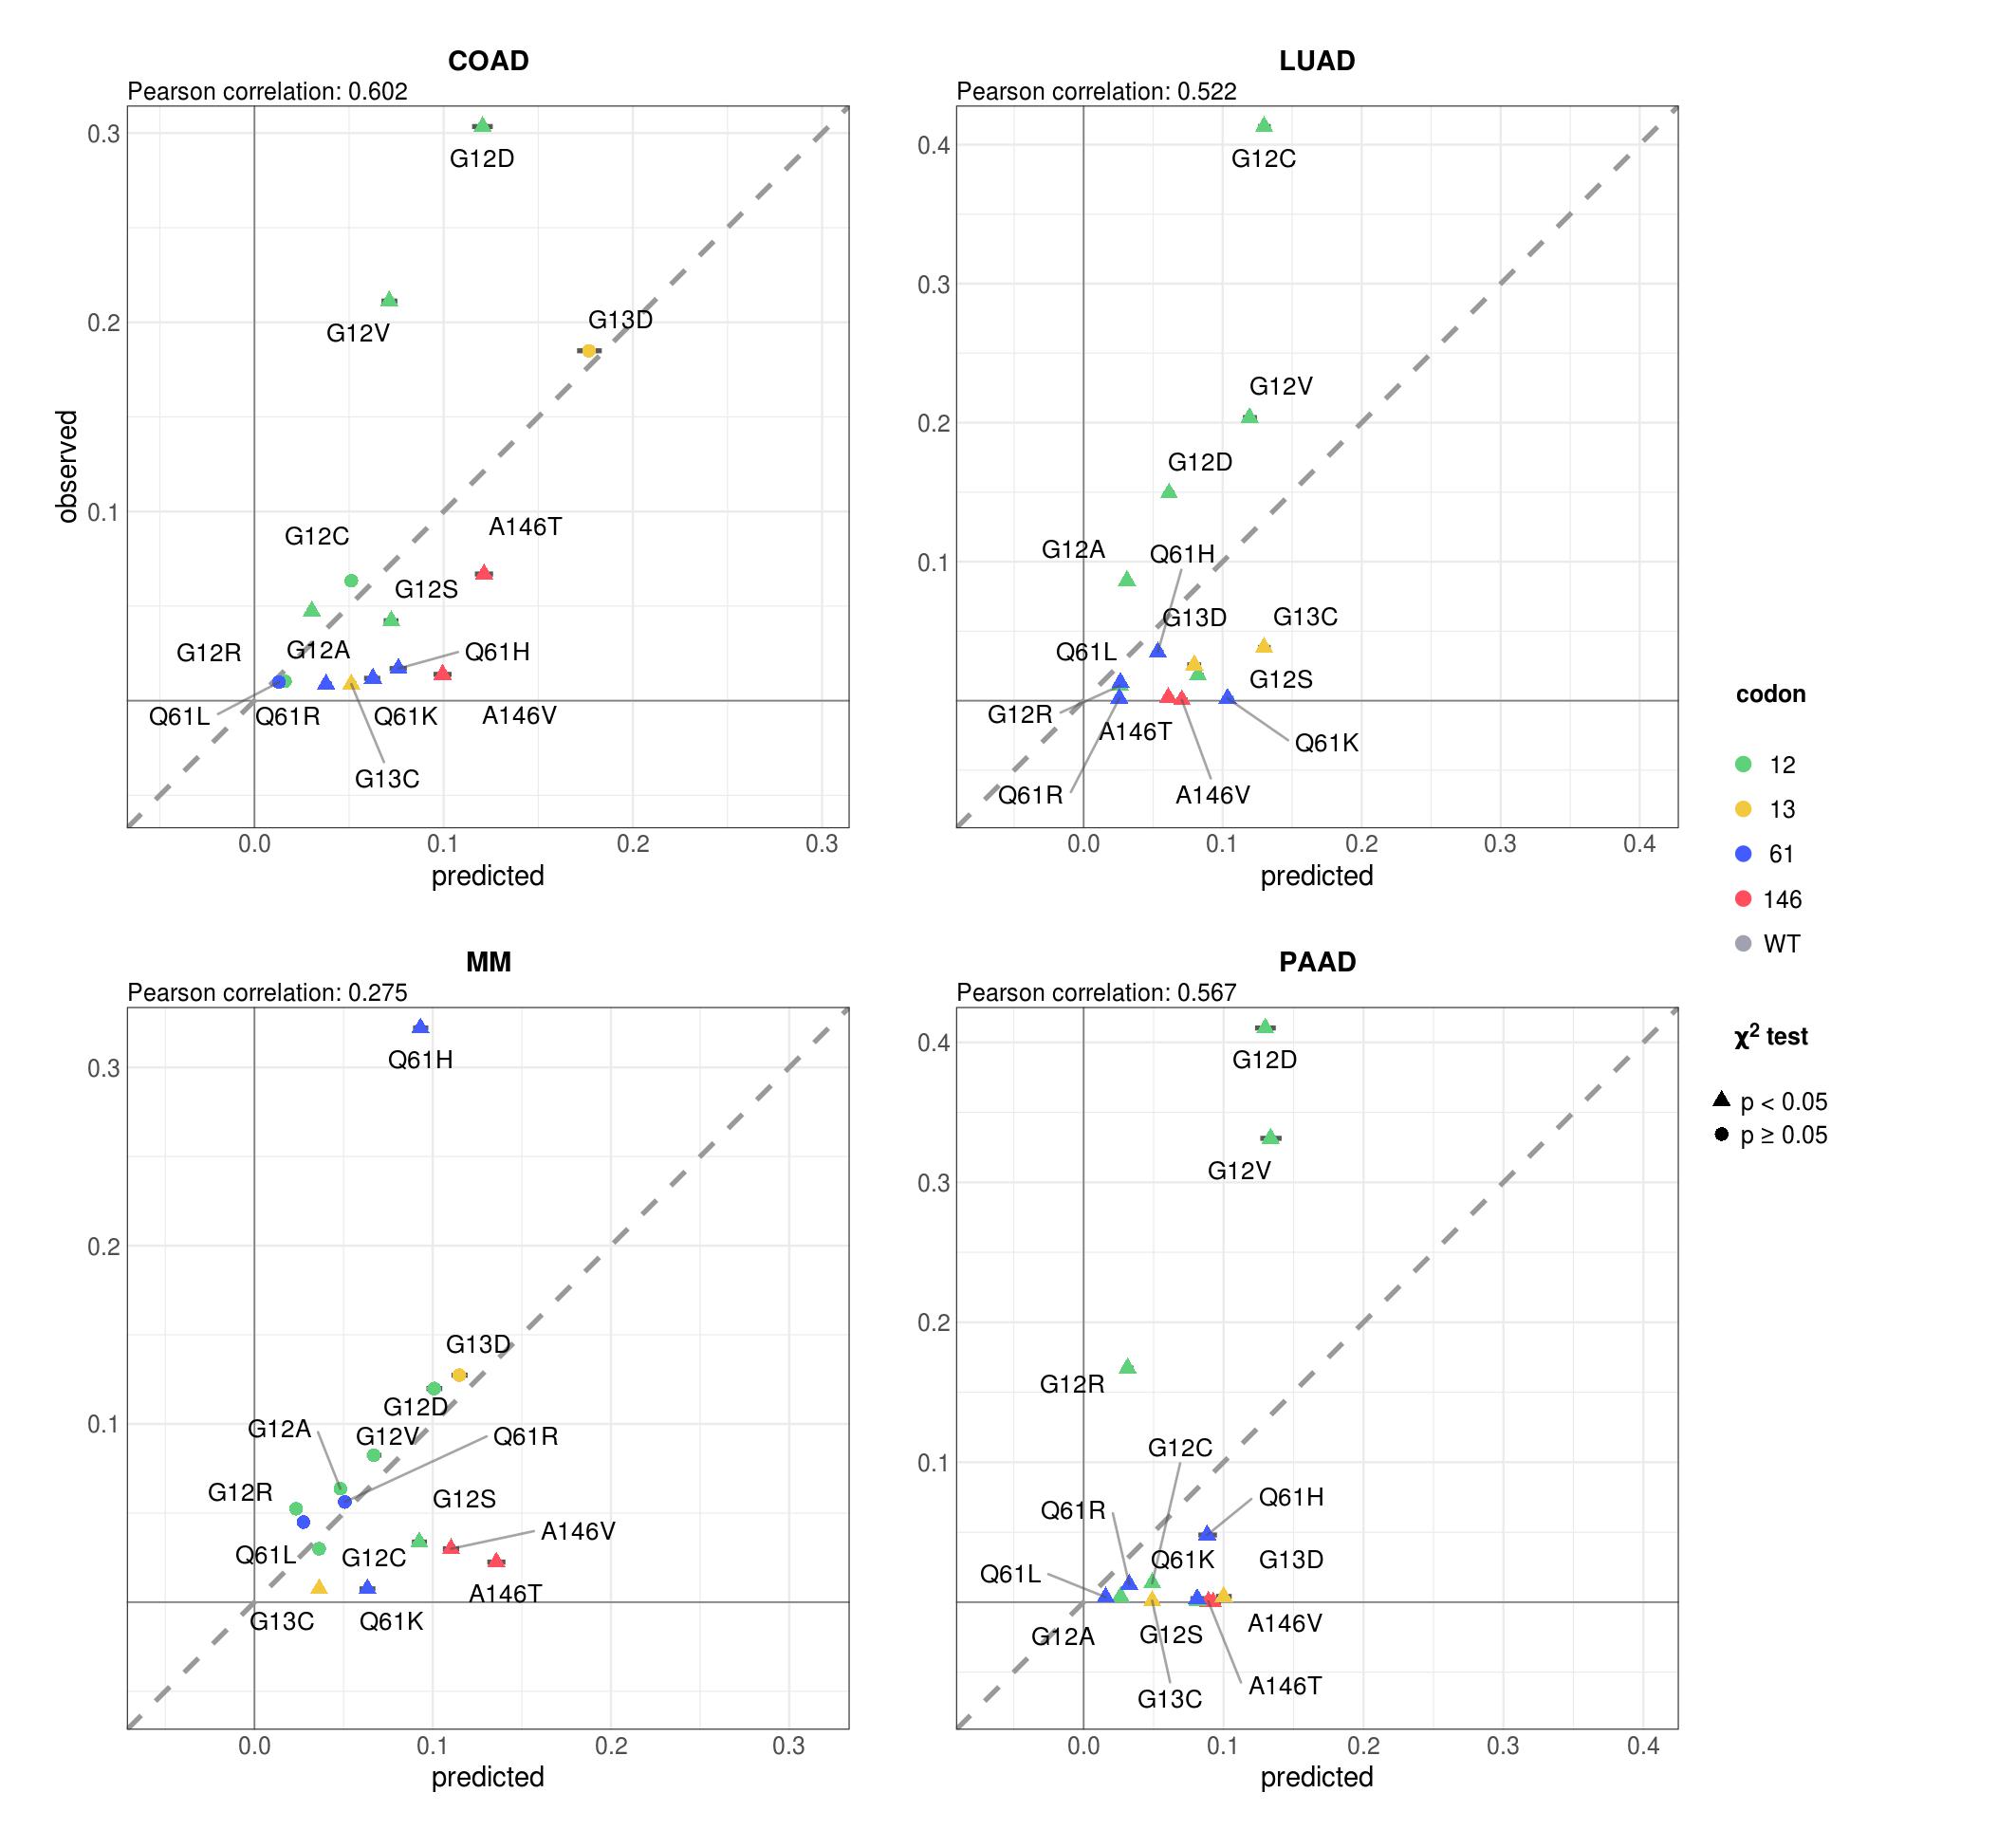 COAD
Pearson correlation: 0.602
observed
0.3
0.2
0.1
G12D
G12V
G13D
G12C
A146T
G12S
G12R
G12A
Q61H
Q61L
Q61R
Q61K
A146V
G13C
0.0
0.1
0.2
0.3
predicted
LUAD
Pearson correlation: 0.522
0.4
0.3
0.2
0.1
G12C
G12V
G12D
G12A
Q61H
G13D
G13C
Q61L
G12S
G12R
A146T
Q61K
Q61R
A146V
0.0
0.1
0.2
0.3
0.4
predicted
codon
12
13
61
146
WT
χ² test
p < 0.05
p ≥ 0.05
MM
Pearson correlation: 0.275
0.3
0.2
0.1
Q61H
G13D
G12D
G12A
G12V
Q61R
G12R
G12S
A146V
Q61L
G12C
A146T
G13C
Q61K
0.0
0.1
0.2
0.3
predicted
PAAD
Pearson correlation: 0.567
0.4
0.3
0.2
0.1
G12D
G12V
G12R
G12C
Q61R
Q61H
Q61K
G13D
Q61L
A146V
G12A
G12S
A146T
G13C
0.0
0.1
0.2
0.3
0.4
predicted